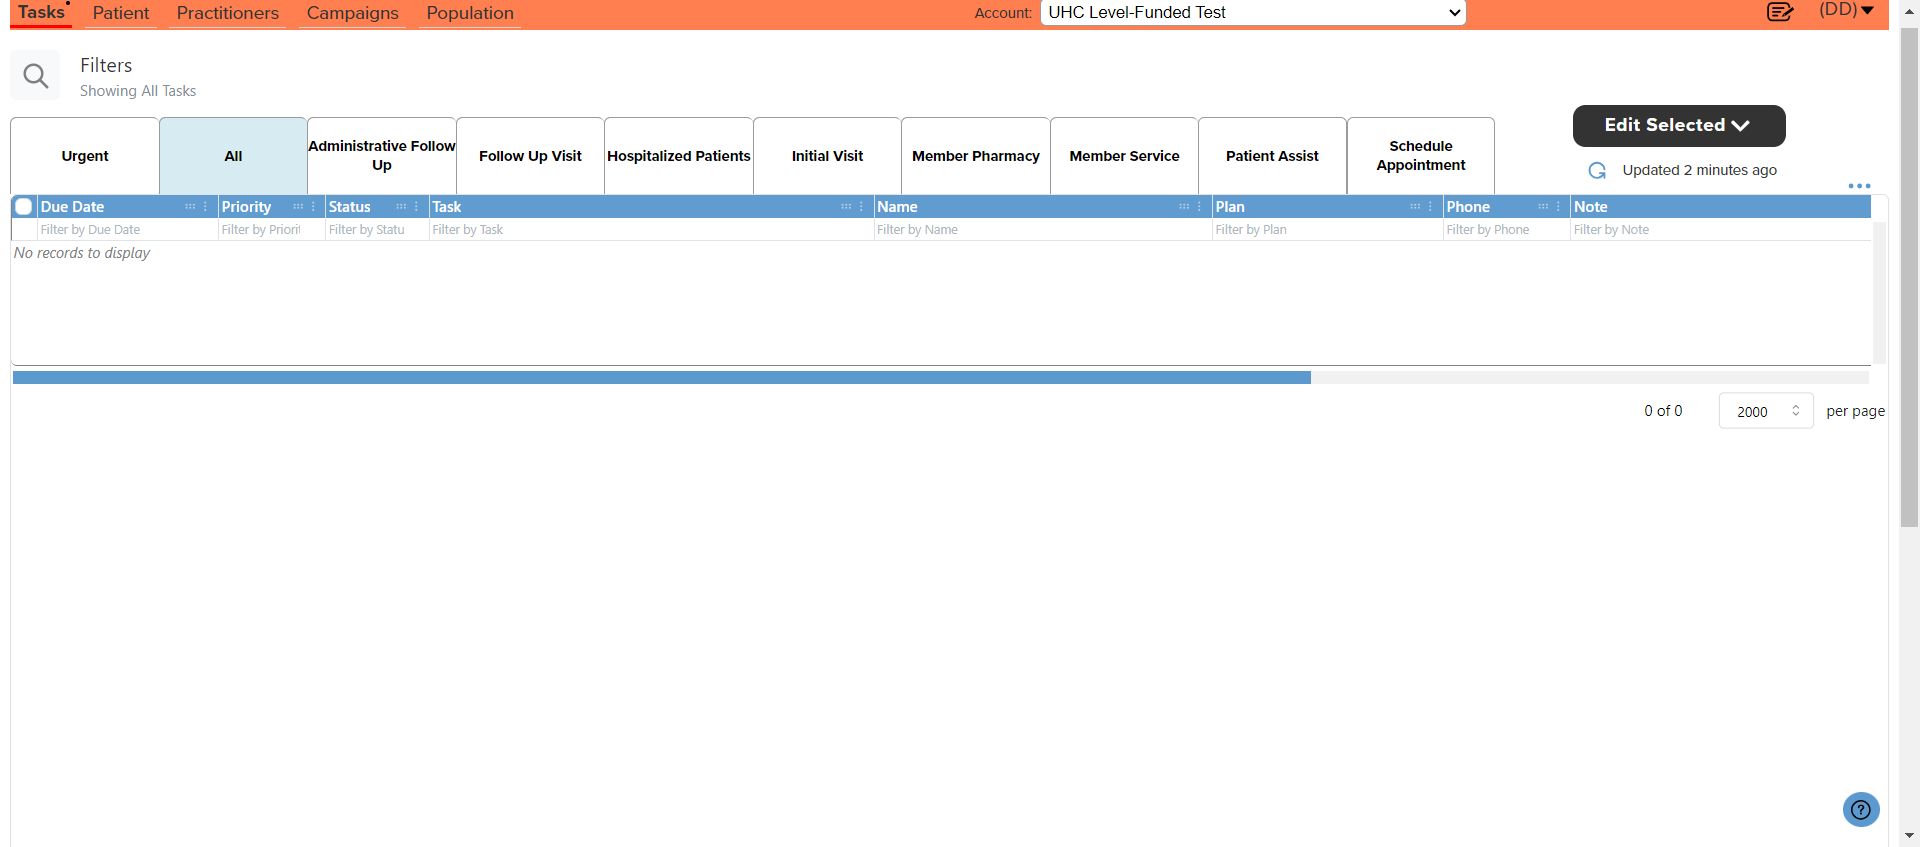 Tasks Patient Practitioners Campaigns Population Account: UHC Level-Funded Test (DD)
Filters
Showing All Tasks
Urgent All Administrative Follow Up Follow Up Visit Hospitalized Patients Initial Visit Member Pharmacy Member Service Patient Assist Schedule Appointment
Edit Selected
Updated 2 minutes ago
Due Date Priority Status Task Name Plan Phone Note
Filter by Due Date Filter by Priorit Filter by Statu Filter by Task Filter by Name Filter by Plan Filter by Phone Filter by Note
No records to display
0 of 0 2000 per page